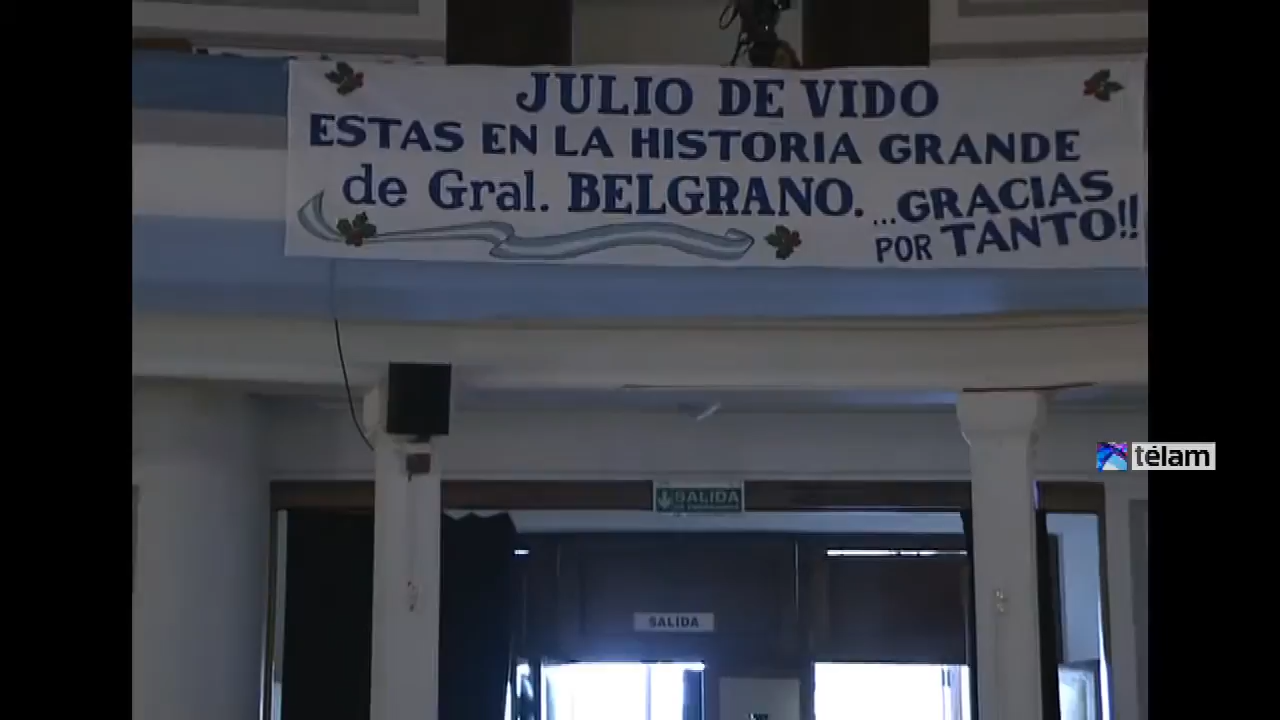 JULIO DE VIDO
ESTAS EN LA HISTORIA GRANDE
de Gral. BELGRANO.
...GRACIAS
POR TANTO!!
télam
SALIDA
SALIDA